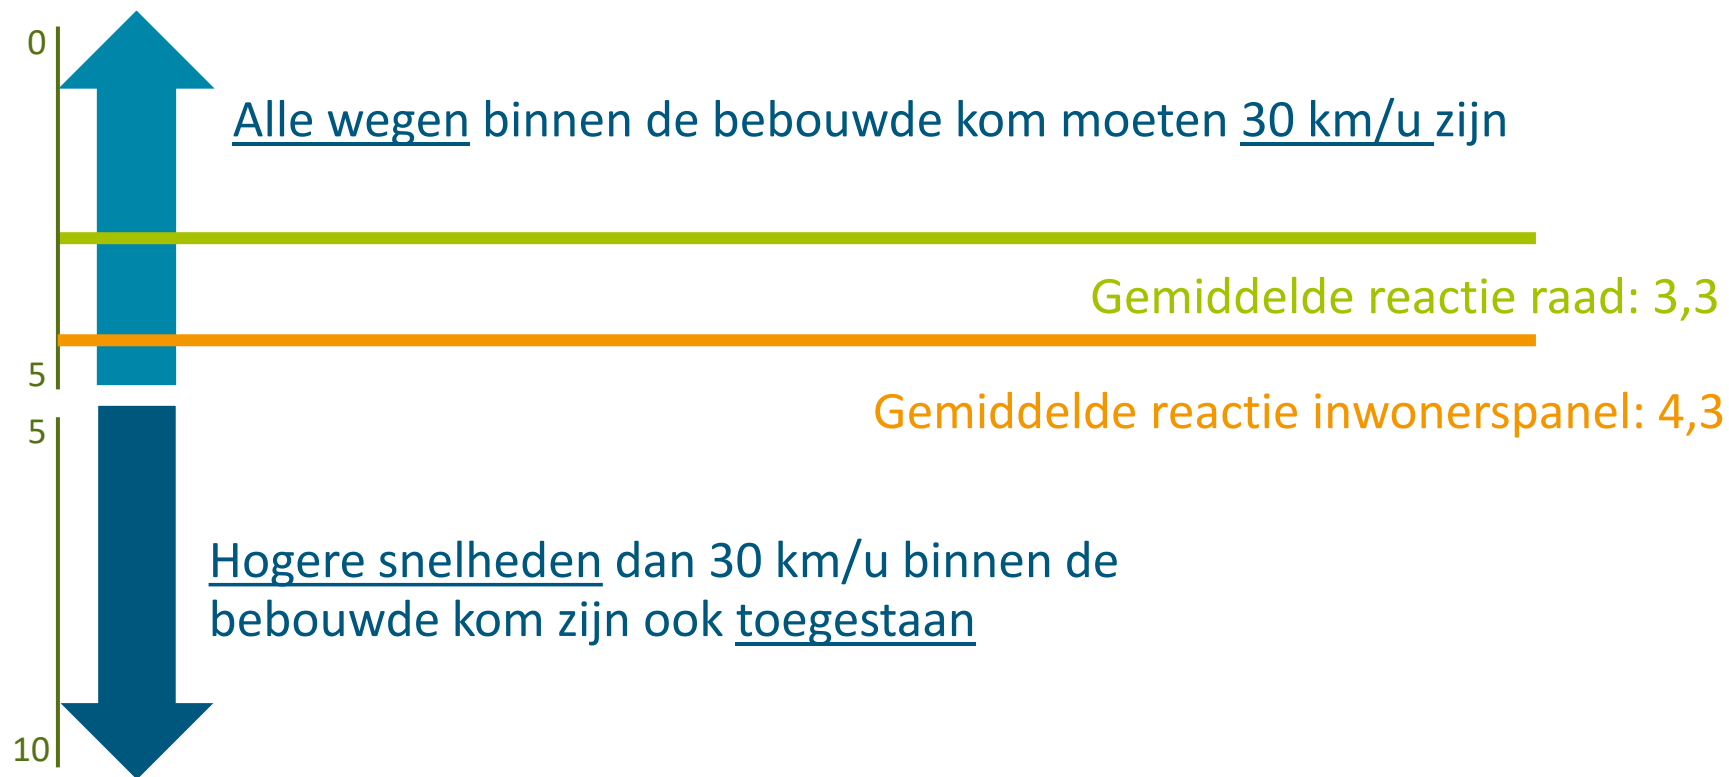 0
Alle wegen binnen de bebouwde kom moeten 30 km/u zijn
Gemiddelde reactie raad: 3,3
5
Gemiddelde reactie inwonerspanel: 4,3
5
Hogere snelheden dan 30 km/u binnen de
bebouwde kom zijn ook toegestaan
10